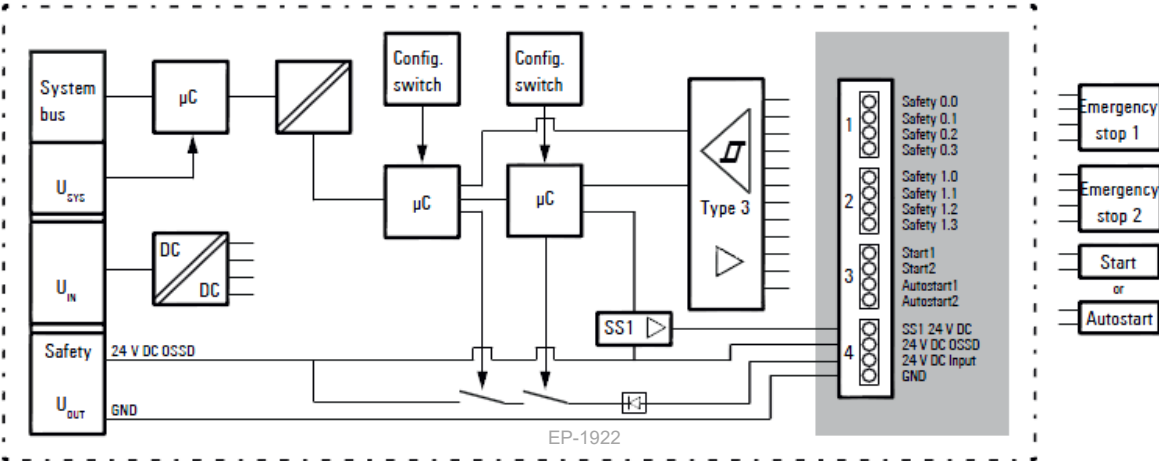 System
bus
U SYS
U IN
Safety
U OUT
µC
DC
DC
24 V DC OSSD
GND
Config.
switch
Config.
switch
µC
µC
Type 3
SS1
EP-1922
1
Safety 0.0
Safety 0.1
Safety 0.2
Safety 0.3
2
Safety 1.0
Safety 1.1
Safety 1.2
Safety 1.3
3
Start1
Start2
Autostart1
Autostart2
4
SS1 24 V DC
24 V DC OSSD
24 V DC Input
GND
Emergency
stop 1
Emergency
stop 2
Start
or
Autostart